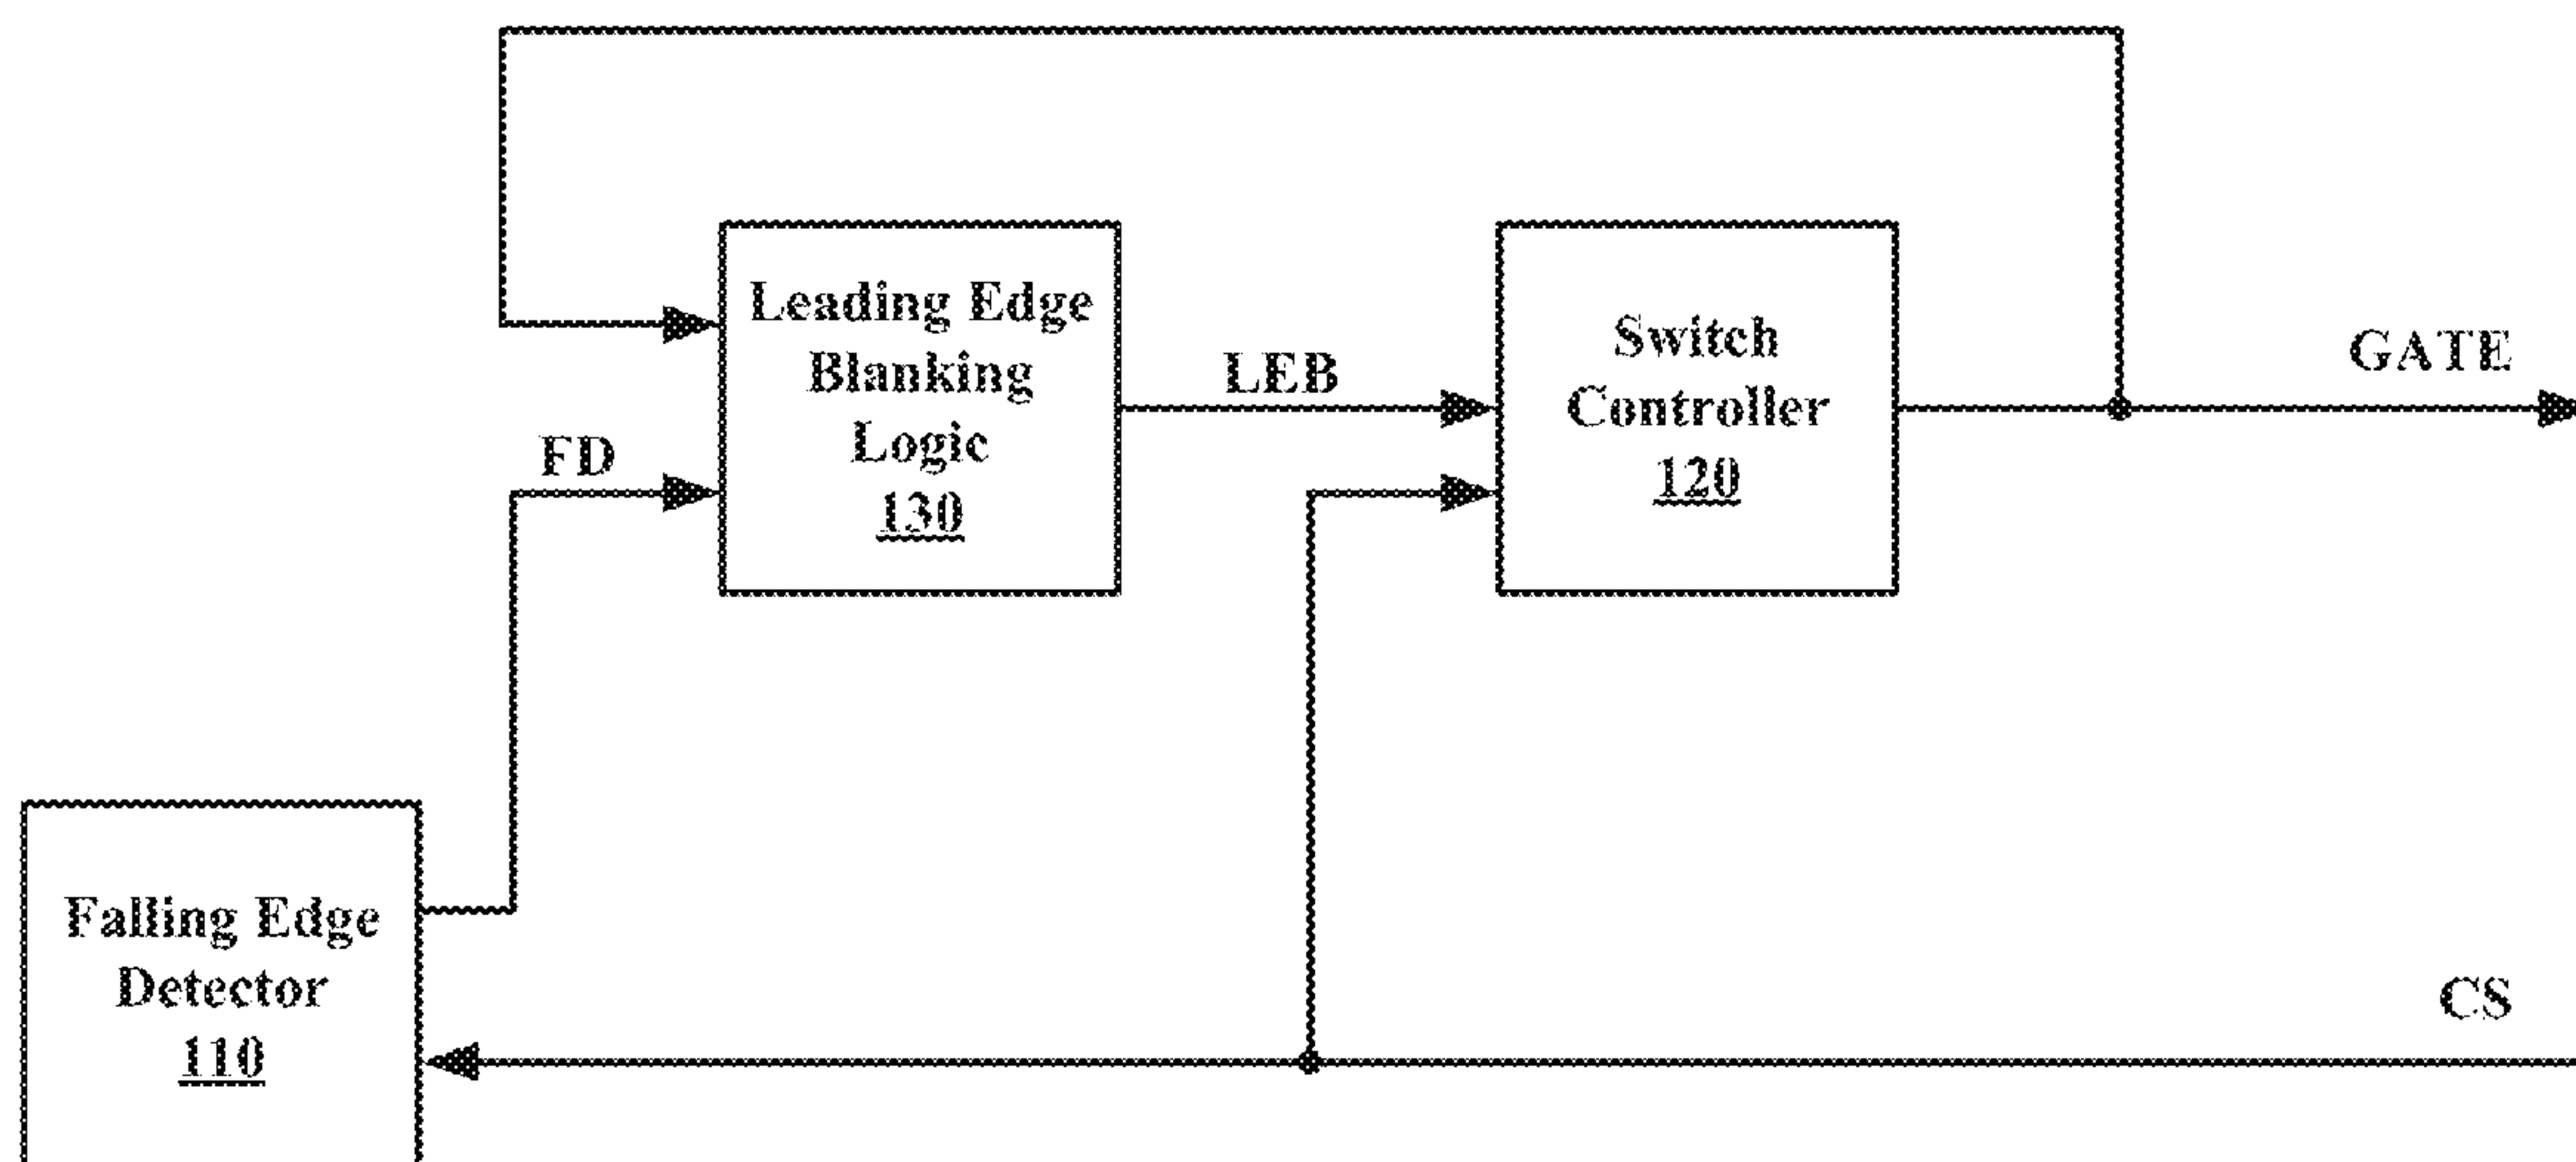 Leading Edge
Blanking
Logic
130
LEB
Switch
Controller
120
GATE
FD
Falling Edge
Detector
110
CS